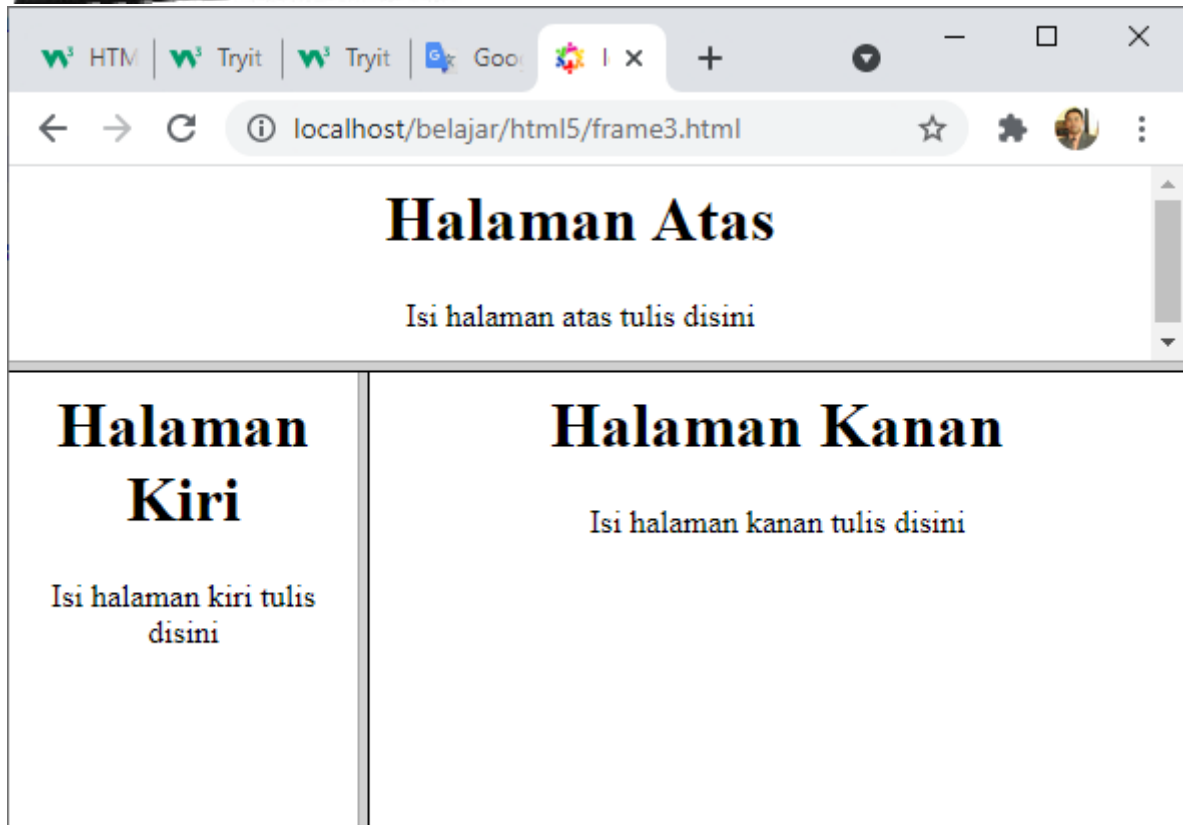 HTM Tryit Tryit Goo
localhost/belajar/html5/frame3.html
Halaman Atas
Isi halaman atas tulis disini
Halaman
Kiri
Isi halaman kiri tulis
disini
Halaman Kanan
Isi halaman kanan tulis disini